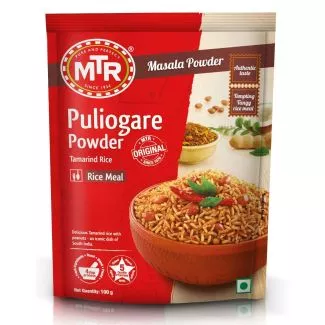 MTR
Masala Powder
Authentic
taste
Tempting
Tangy
rice meal
Puliogare
Powder
Tamarind Rice
MTR
ORIGINAL
Rice Meal
Delicious Tamarind rice with
peanuts - an iconic dish of
South India.
5
Net Quantity: 100 g